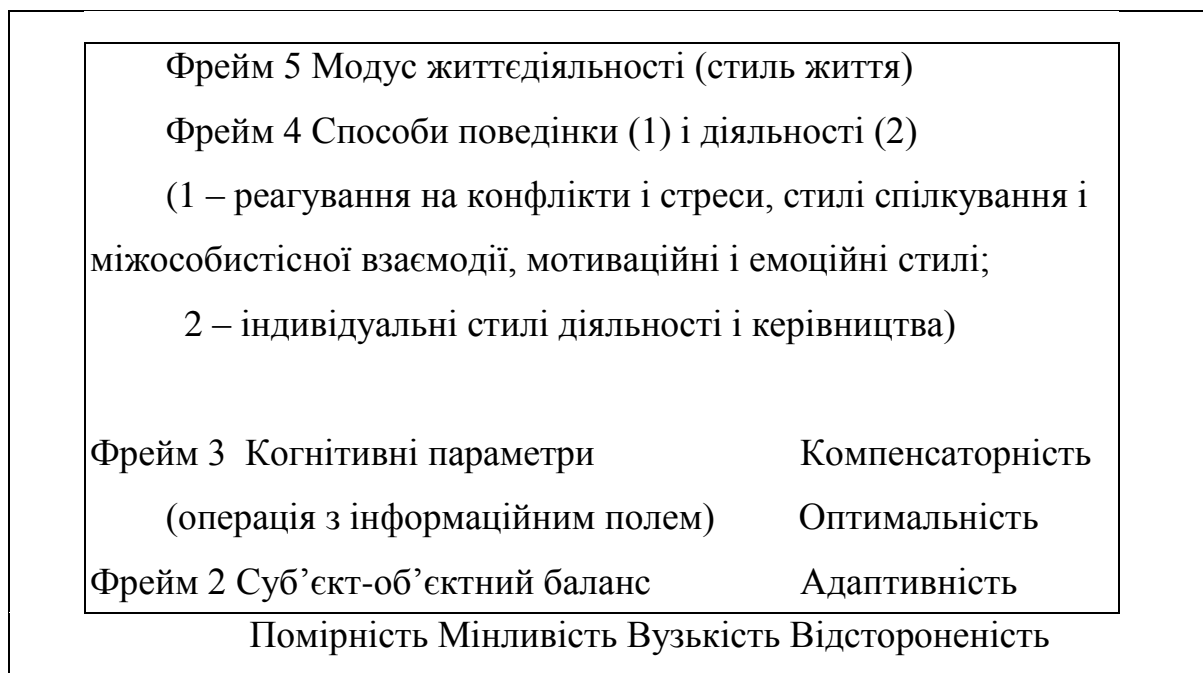 Фрейм 5 Модус життєдіяльності (стиль життя)
Фрейм 4 Способи поведінки (1) і діяльності (2)
(1 – реагування на конфлікти і стреси, стилі спілкування і
міжособистісної взаємодії, мотиваційні і емоційні стилі;
2 – індивідуальні стилі діяльності і керівництва)
Фрейм 3 Когнітивні параметри Компенсаторність
(операція з інформаційним полем) Оптимальність
Фрейм 2 Суб’єкт-об’єктний баланс Адаптивність
Помірність Мінливість Вузькість Відстороненість